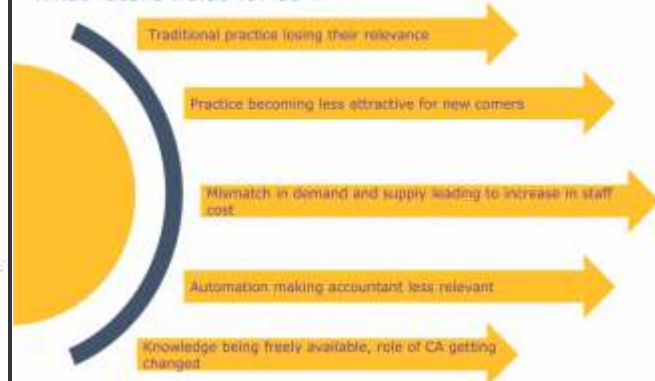 Traditional practice losing their relevance
Practice becoming less attractive for new comers
Mismatch in demand and supply leading to increase in staff
cost
Automation making accountant less relevant
Knowledge being freely available, role of CA getting
changed